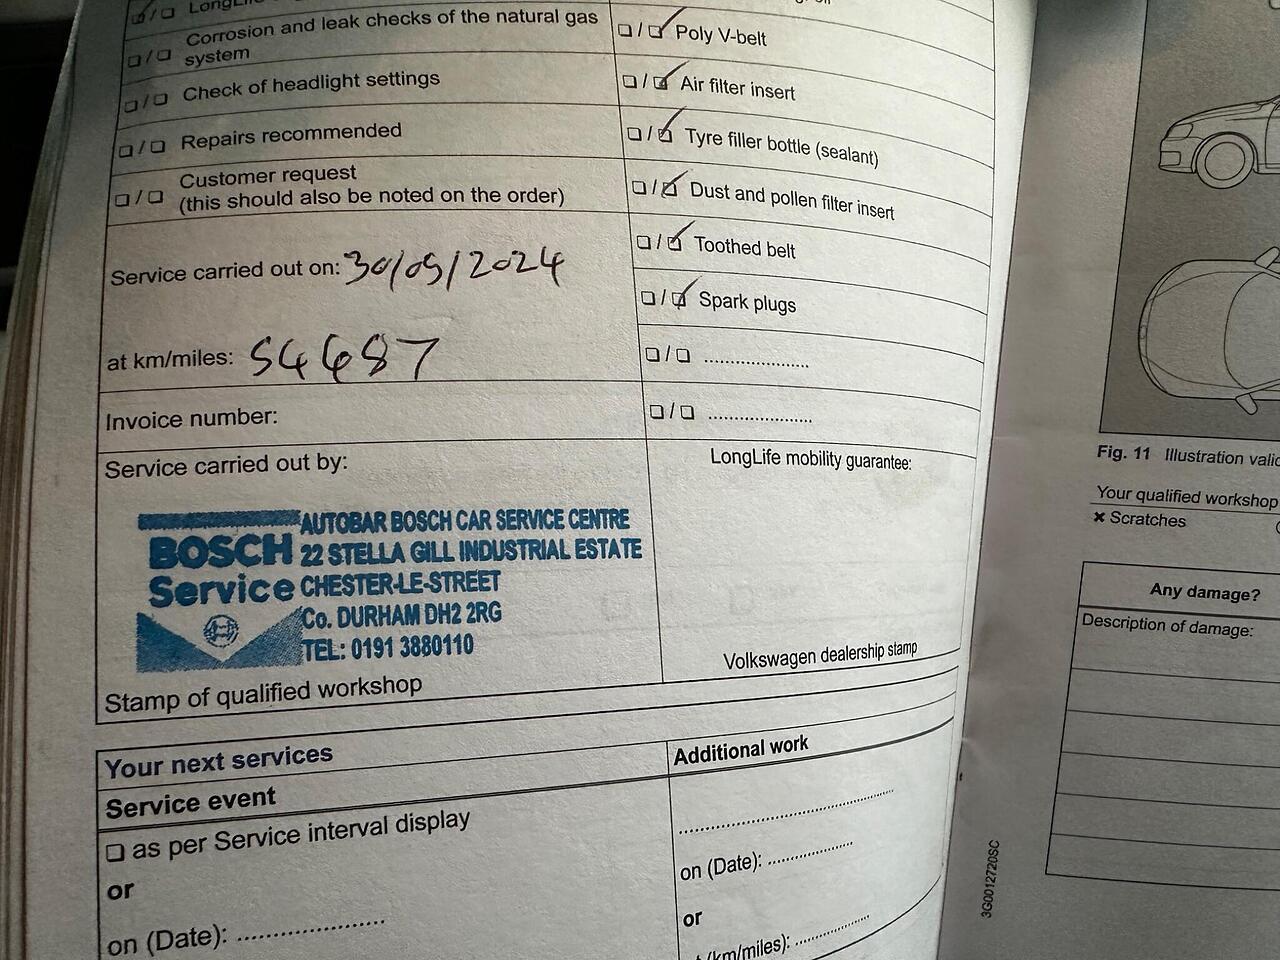 Corrosion and leak checks of the natural gas
system
Check of headlight settings
Repairs recommended
Customer request
(this should also be noted on the order)
Service carried out on: 30/05/2024
at km/miles: 54687
Invoice number:
Service carried out by:
AUTOBAR BOSCH CAR SERVICE CENTRE
BOSCH 22 STELLA GILL INDUSTRIAL ESTATE
Service CHESTER-LE-STREET
Co. DURHAM DH2 2RG
TEL: 0191 3880110
Stamp of qualified workshop
Poly V-belt
Air filter insert
Tyre filler bottle (sealant)
Dust and pollen filter insert
Toothed belt
Spark plugs
....................
....................
LongLife mobility guarantee:
Volkswagen dealership stamp
Your next services
Service event
as per Service interval display
or
on (Date): ....................
Additional work
....................
on (Date): ....................
or
(km/miles): ....................
3G0012720SC
Fig. 11 Illustration
Your qualified workshop
× Scratches
Any damage?
Description of damage: